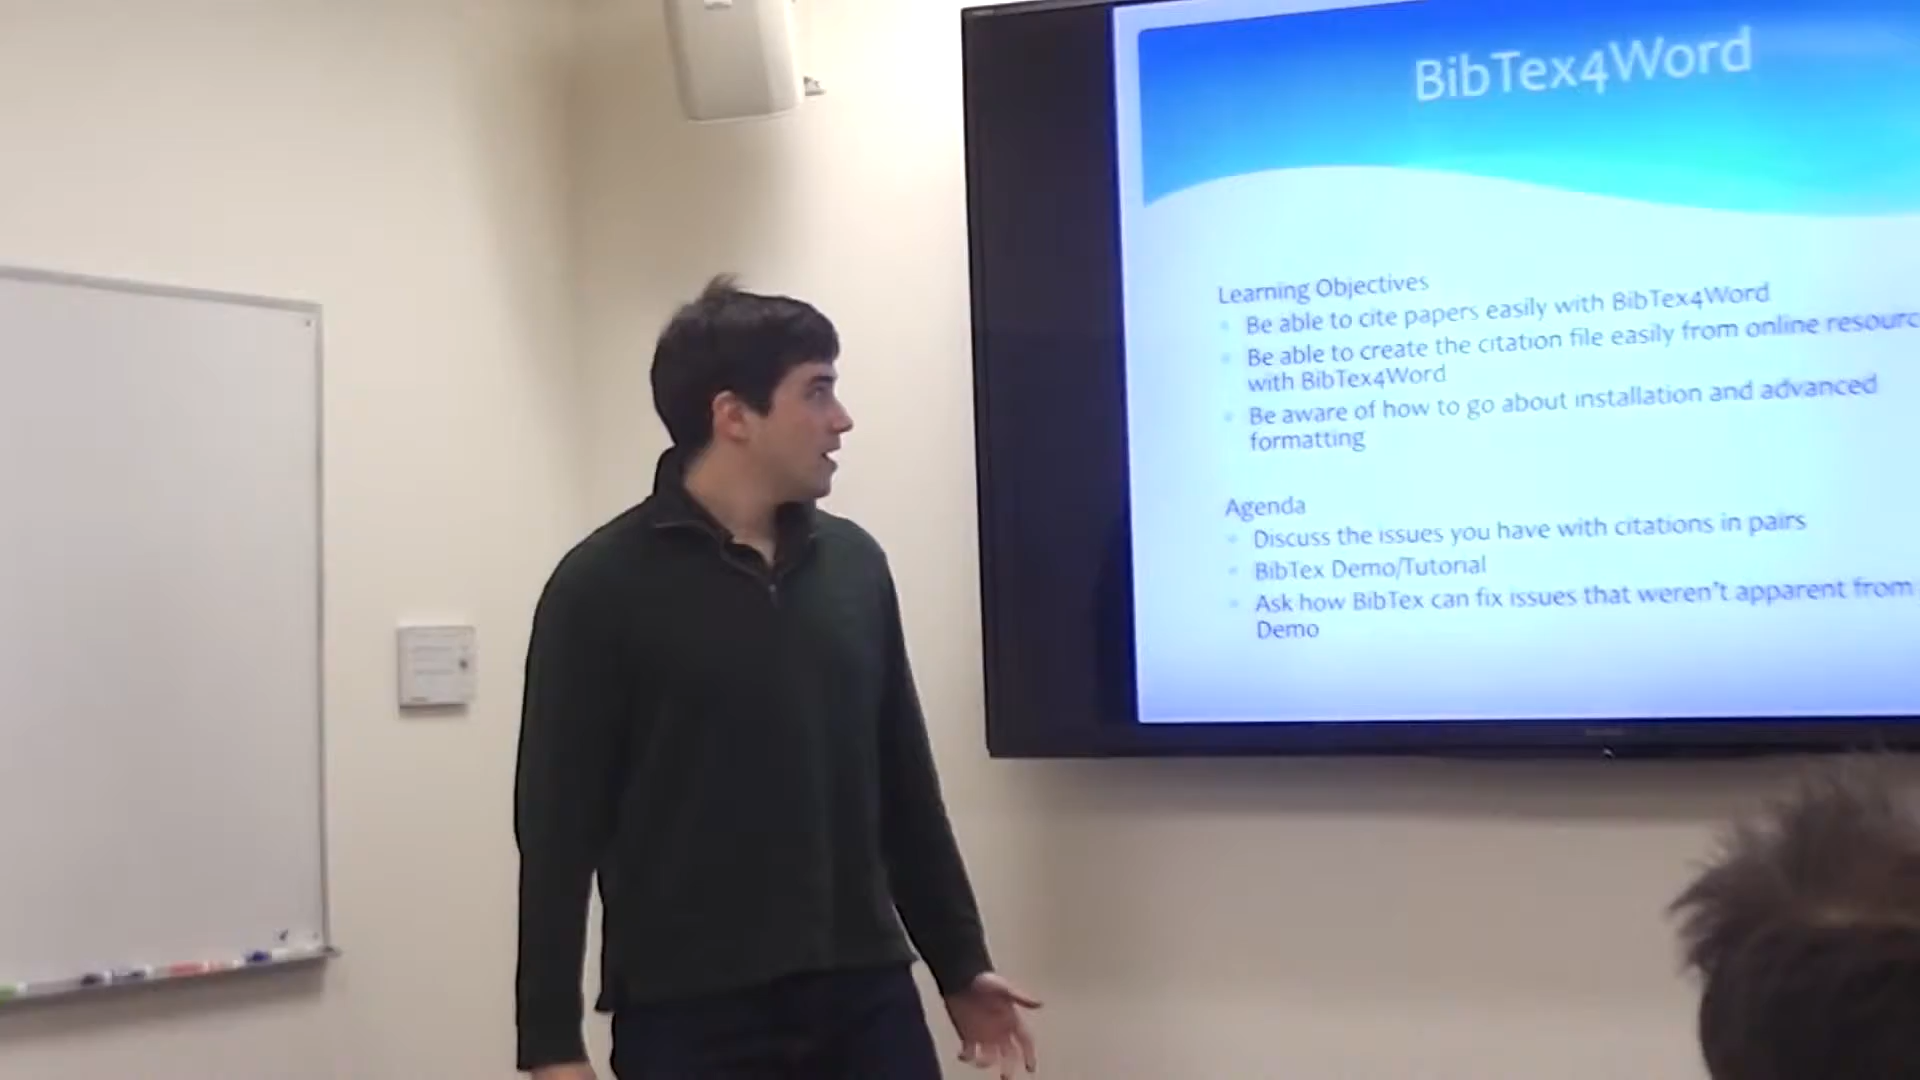 BibTex4Word
Learning Objectives
Be able to cite papers easily with BibTex4Word
Be able to create the citation file easily from online resourc
with BibTex4Word
Be aware of how to go about installation and advanced
formatting
Agenda
Discuss the issues you have with citations in pairs
BibTex Demo/Tutorial
Ask how BibTex can fix issues that weren't apparent from
Demo